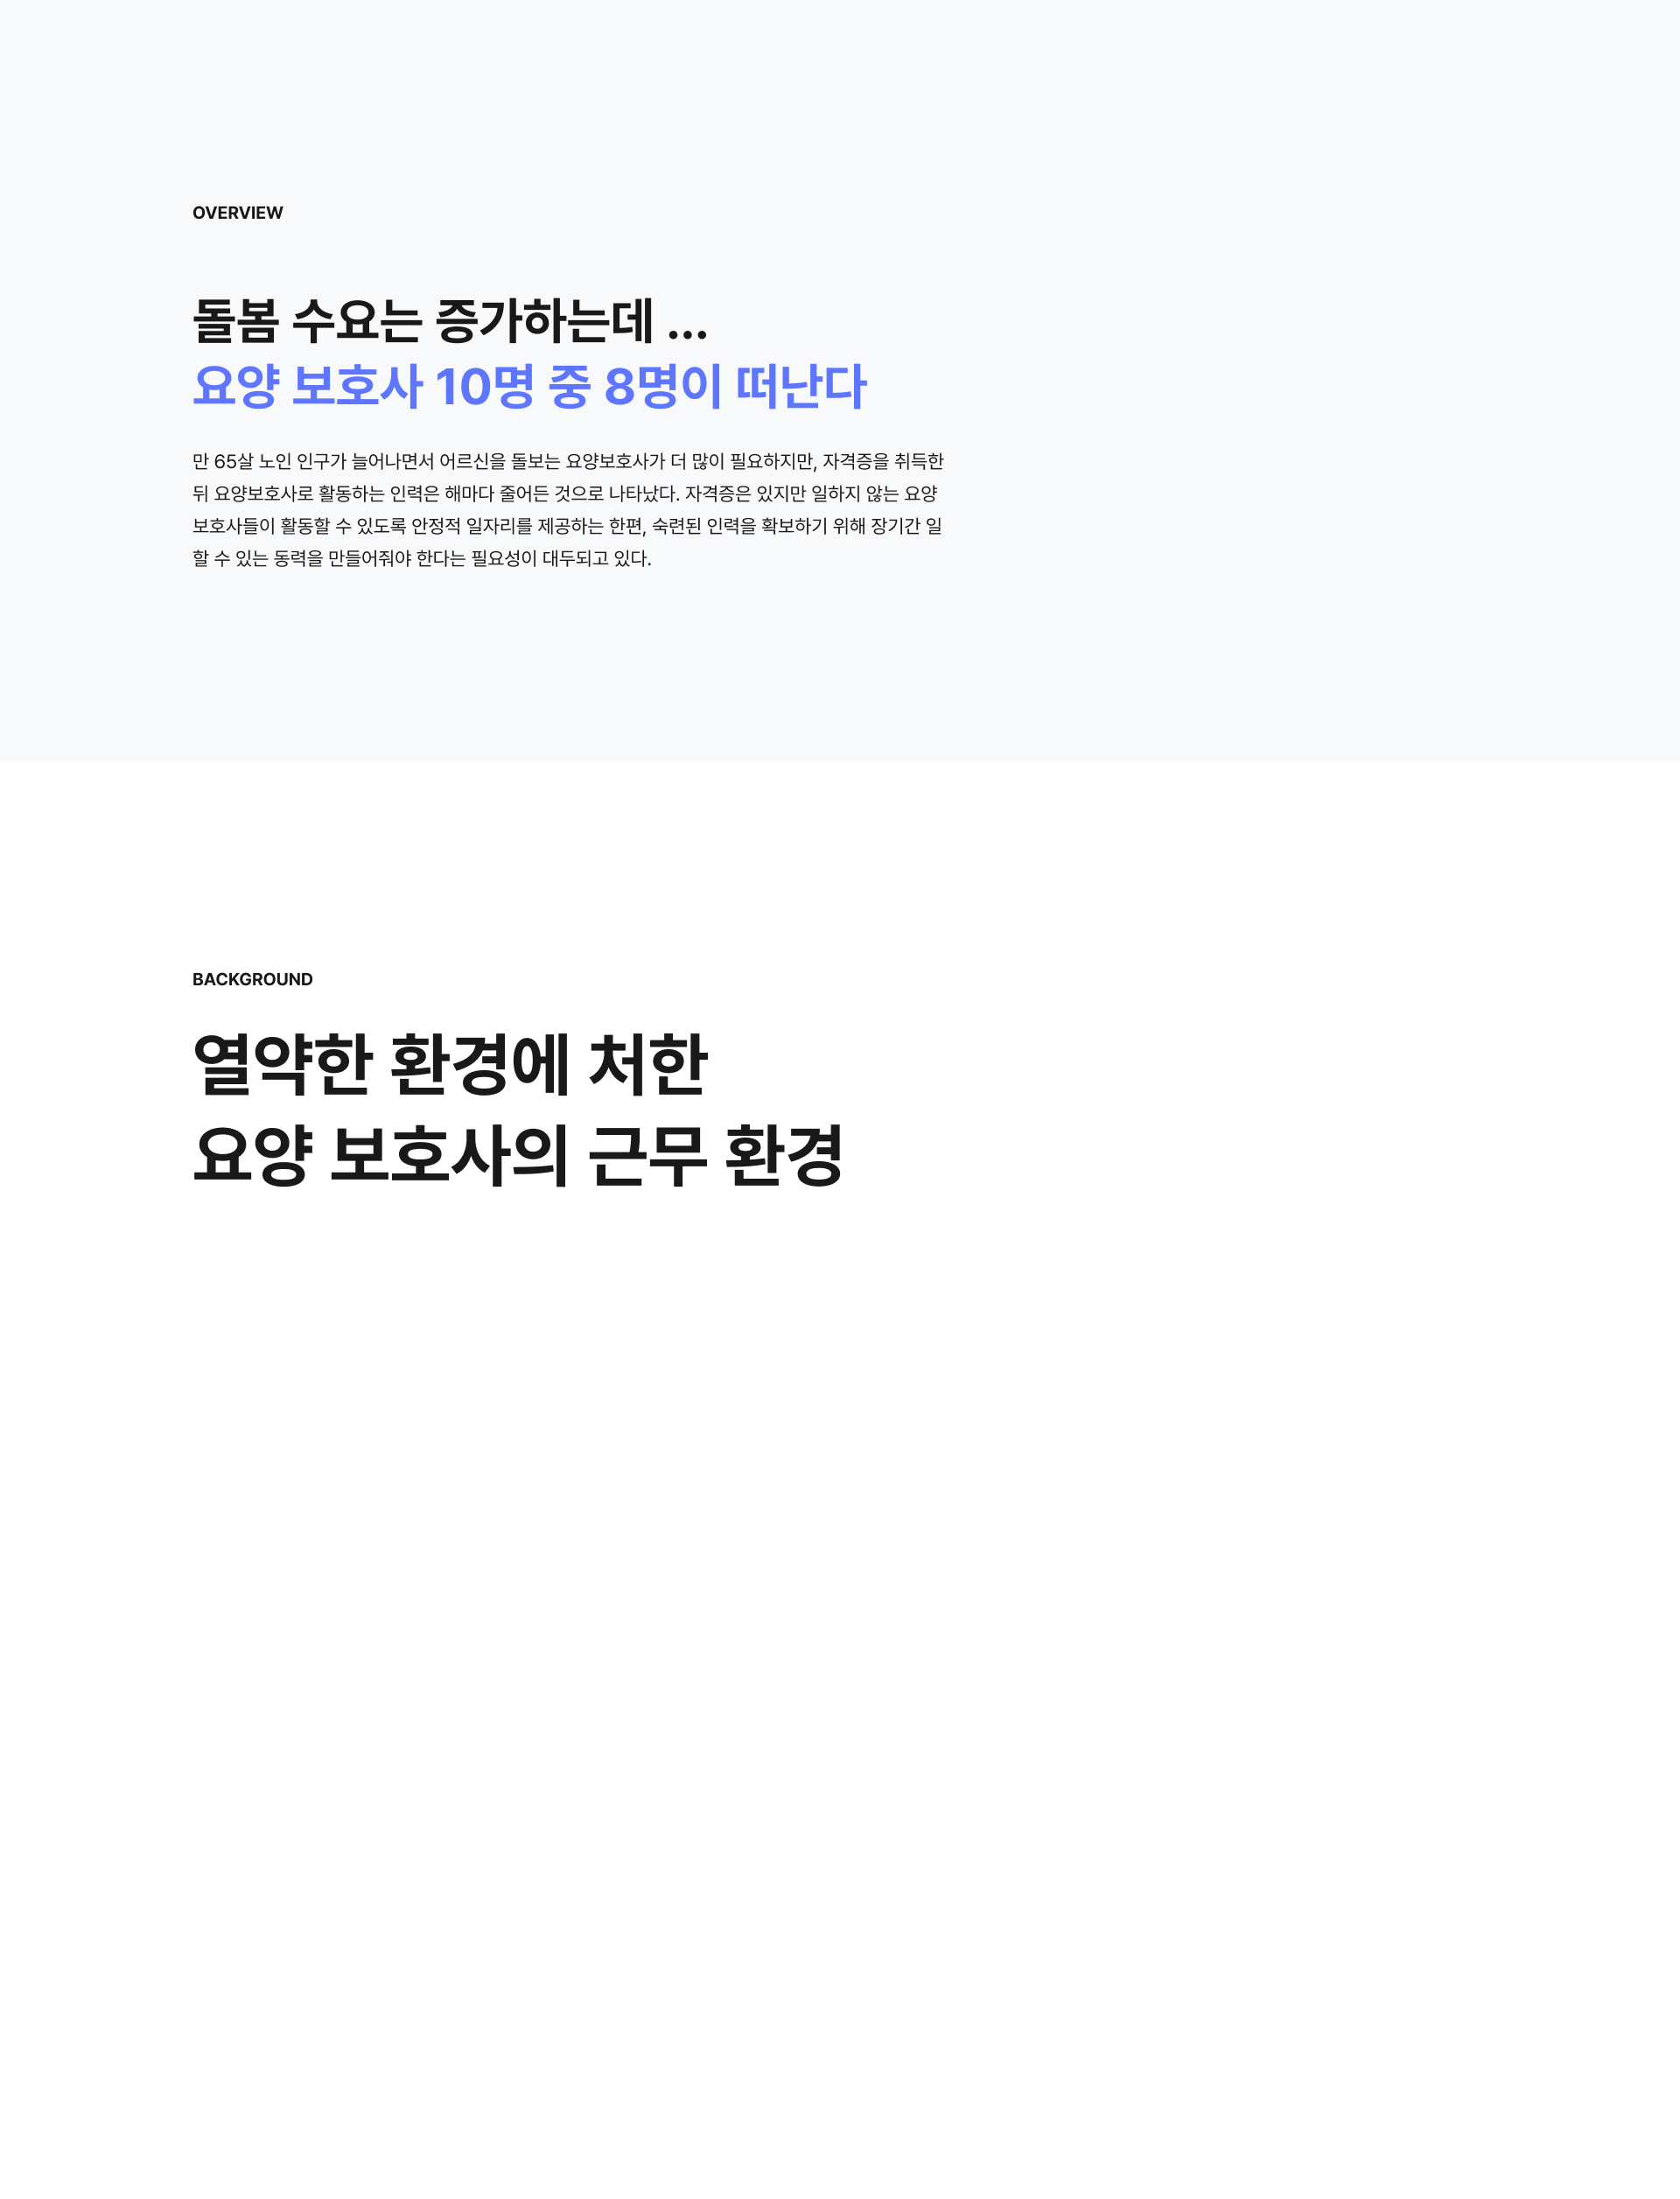 OVERVIEW
돌봄 수요는 증가하는데 ...
요양 보호사 10명 중 8명이 떠난다
만 65살 노인 인구가 늘어나면서 어르신을 돌보는 요양보호사가 더 많이 필요하지만, 자격증을 취득한
뒤 요양보호사로 활동하는 인력은 해마다 줄어든 것으로 나타났다. 자격증은 있지만 일하지 않는 요양
보호사들이 활동할 수 있도록 안정적 일자리를 제공하는 한편, 숙련된 인력을 확보하기 위해 장기간 일
할 수 있는 동력을 만들어줘야 한다는 필요성이 대두되고 있다.
BACKGROUND
열악한 환경에 처한
요양 보호사의 근무 환경